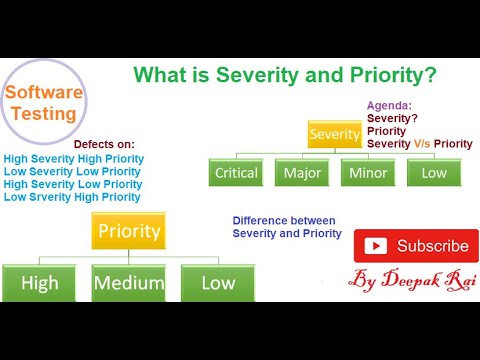 What is Severity and Priority?
Software
Testing
Agenda:
Severity?
Priority
Severity V/s Priority
Defects on:
High Severity High Priority
Low Severity Low Priority
High Severity Low Priority
Low Srverity High Priority
Severity
Critical
Major
Minor
Low
Difference between
Severity and Priority
Priority
High
Medium
Low
Subscribe
By Deepak Rai